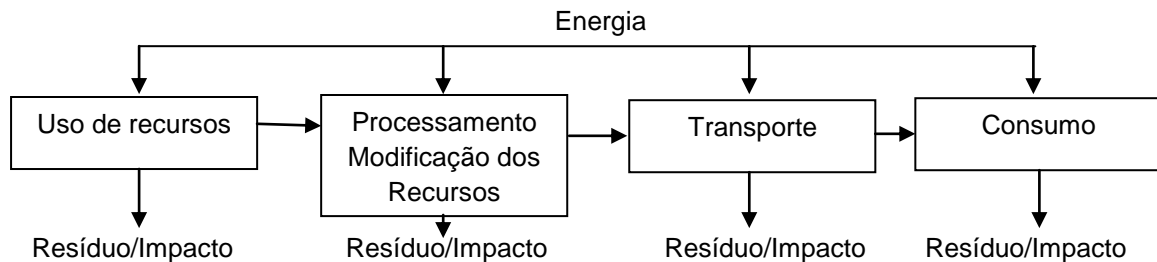 Energia
Uso de recursos
Processamento
Modificação dos
Recursos
Transporte
Consumo
Resíduo/Impacto
Resíduo/Impacto
Resíduo/Impacto
Resíduo/Impacto